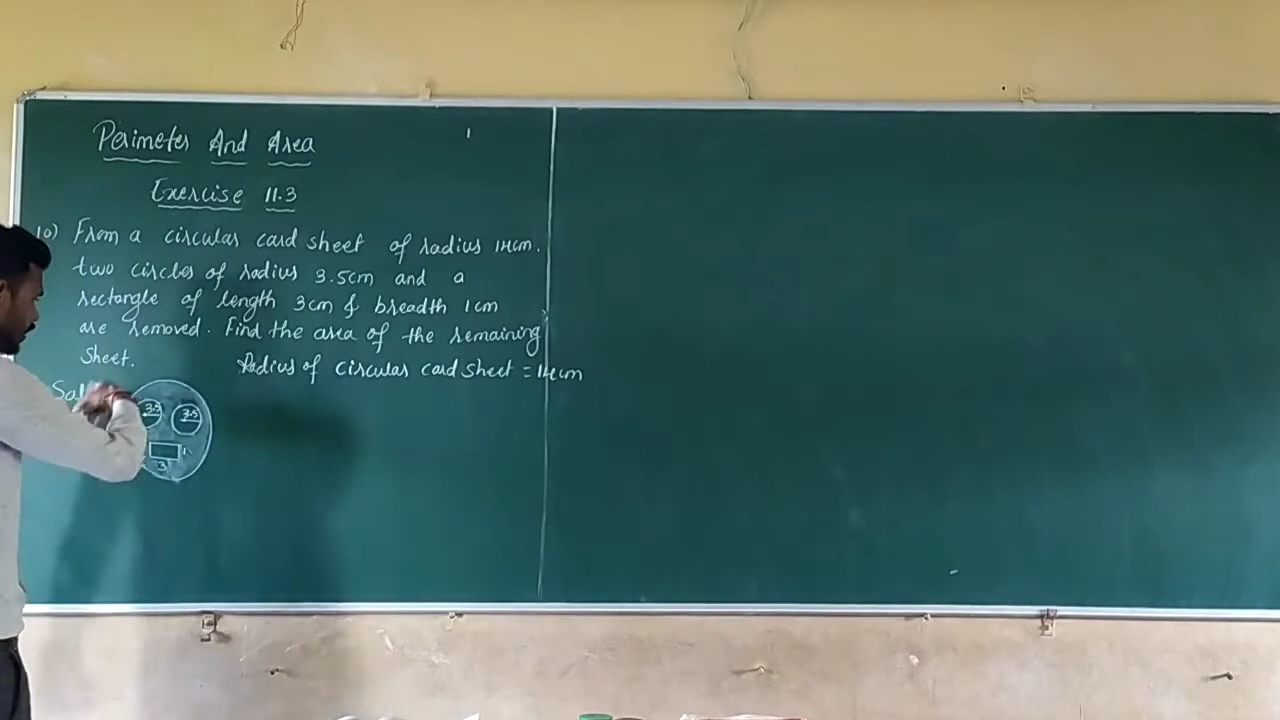 Perimeter And Area
Exercise 11.3
10) From a circular card sheet of radius 14cm.
two circles of radius 3.5cm and a
rectangle of length 3cm & breadth 1cm
are removed. Find the area of the remaining
Sheet.
Radius of circular card sheet = 14cm
3.5 3.5
1
3